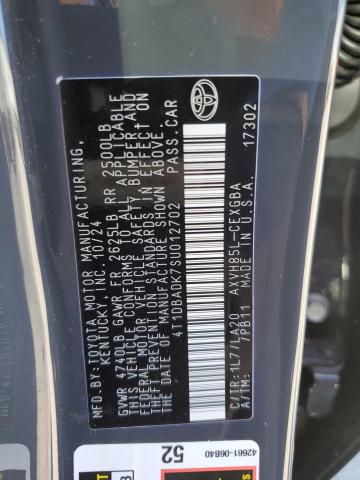 MFD.BY: TOYOTA MOTOR MANUFACTURING,
KENTUCKY, INC. 10/24
GVWR 4740LB GAWR FR 2625LB RR 2500LB
THIS VEHICLE CONFORMS TO ALL APPLICABLE
FEDERAL MOTOR VEHICLE SAFETY BUMPER, AND
THEFT PREVENTION STANDARDS IN EFFECT ON
THE DATE OF MANUFACTURE SHOWN ABOVE.
4T1DBADK7SU012702 PASS.CAR
C/TR:1L7/LA20 AXVH85L-CEXGBA
A/TM: /PB11 MADE IN U.S.A. 17302
42661-06B40
52